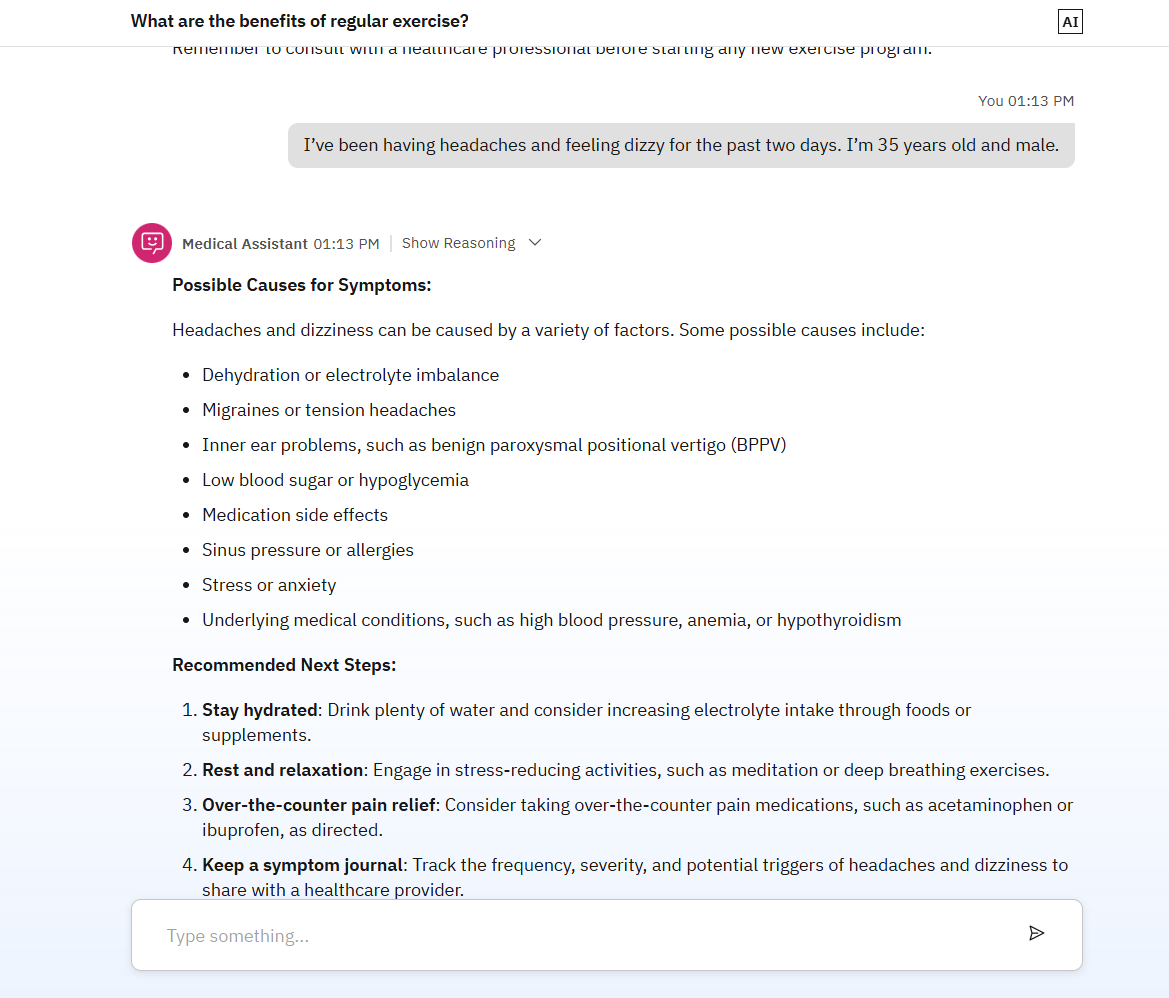 What are the benefits of regular exercise?
AI
Remember to consult with a healthcare professional before starting any new exercise program.
You 01:13 PM
I’ve been having headaches and feeling dizzy for the past two days. I’m 35 years old and male.
Medical Assistant 01:13 PM Show Reasoning
Possible Causes for Symptoms:
Headaches and dizziness can be caused by a variety of factors. Some possible causes include:
• Dehydration or electrolyte imbalance
• Migraines or tension headaches
• Inner ear problems, such as benign paroxysmal positional vertigo (BPPV)
• Low blood sugar or hypoglycemia
• Medication side effects
• Sinus pressure or allergies
• Stress or anxiety
• Underlying medical conditions, such as high blood pressure, anemia, or hypothyroidism
Recommended Next Steps:
1. Stay hydrated: Drink plenty of water and consider increasing electrolyte intake through foods or
supplements.
2. Rest and relaxation: Engage in stress-reducing activities, such as meditation or deep breathing exercises.
3. Over-the-counter pain relief: Consider taking over-the-counter pain medications, such as acetaminophen or
ibuprofen, as directed.
4. Keep a symptom journal: Track the frequency, severity, and potential triggers of headaches and dizziness to
share with a healthcare provider.
Type something...